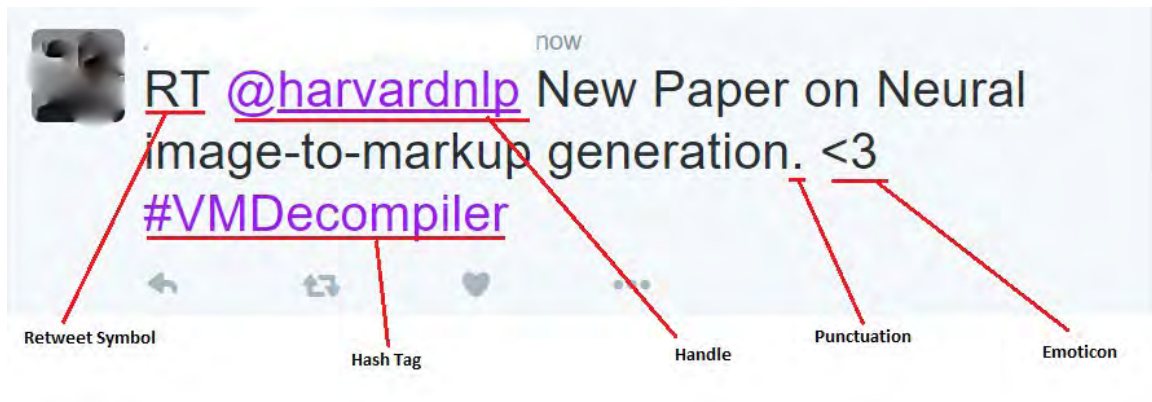 now
RT @harvardnlp New Paper on Neural
image-to-markup generation. <3
#VMDecompiler
Retweet Symbol
Hash Tag
Handle
Punctuation
Emoticon